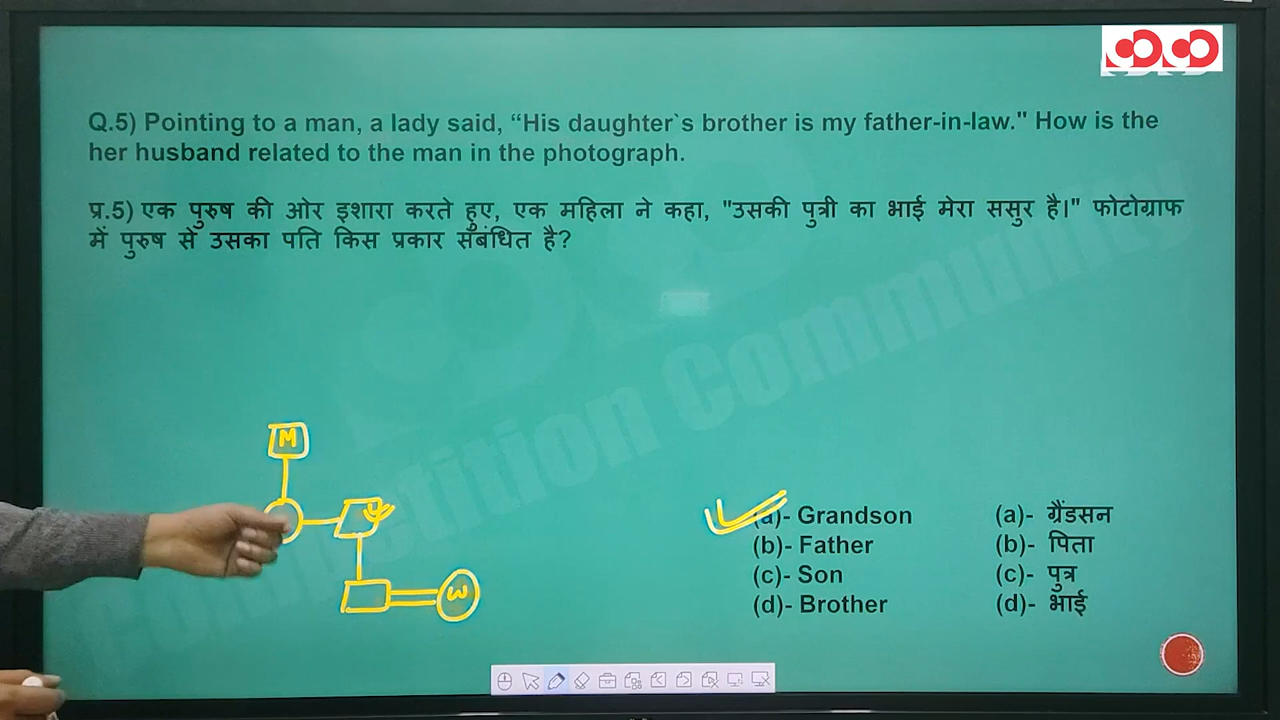 Q.5) Pointing to a man, a lady said, “His daughter`s brother is my father-in-law." How is the
her husband related to the man in the photograph.
प्र.5) एक पुरुष की ओर इशारा करते हुए, एक महिला ने कहा, "उसकी पुत्री का भाई मेरा ससुर है।" फोटोग्राफ
में पुरुष से उसका पति किस प्रकार संबंधित है?
Competition Community
M
W
(a)- Grandson (a)- ग्रैंडसन
(b)- Father (b)- पिता
(c)- Son (c)- पुत्र
(d)- Brother (d)- भाई